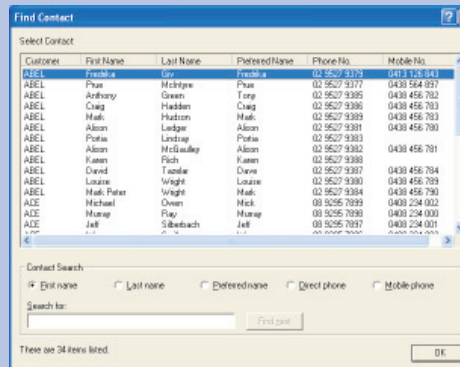 Find Contact
Select Contact
Customer First Name Last Name Preferred Name Phone No. Mobile No.
ABEL Fredrika Giv Fredrika 02 9527 9379 0413 126 843
ABEL Prue McIntyre Prue 02 9527 9377 0438 564 897
ABEL Anthony Green Tony 02 9527 9385 0438 456 782
ABEL Craig Hadden Craig 02 9527 9386 0438 456 783
ABEL Mark Hudson Mark 02 9527 9389 0438 456 783
ABEL Alison Ledger Alison 02 9527 9381 0438 456 780
ABEL Portia Lindsay Portia 02 9527 9383
ABEL Alison McGaulley Alison 02 9527 9382 0438 456 781
ABEL Karen Rich Karen 02 9527 9388
ABEL David Tazelar Dave 02 9527 9387 0438 456 784
ABEL Louise Wright Louise 02 9527 9380 0438 456 789
ABEL Mark Peter Wright Mark 02 9527 9384 0438 456 790
ACE Michael Owen Mick 08 9295 7899 0408 234 002
ACE Murray Ray Murray 08 9295 7898 0408 234 000
ACE Jeff Silberbach Jeff 08 9295 7897 0408 234 001
Contact Search
First name Last name Preferred name Direct phone Mobile phone
Search for:
Find next
There are 34 items listed.
OK